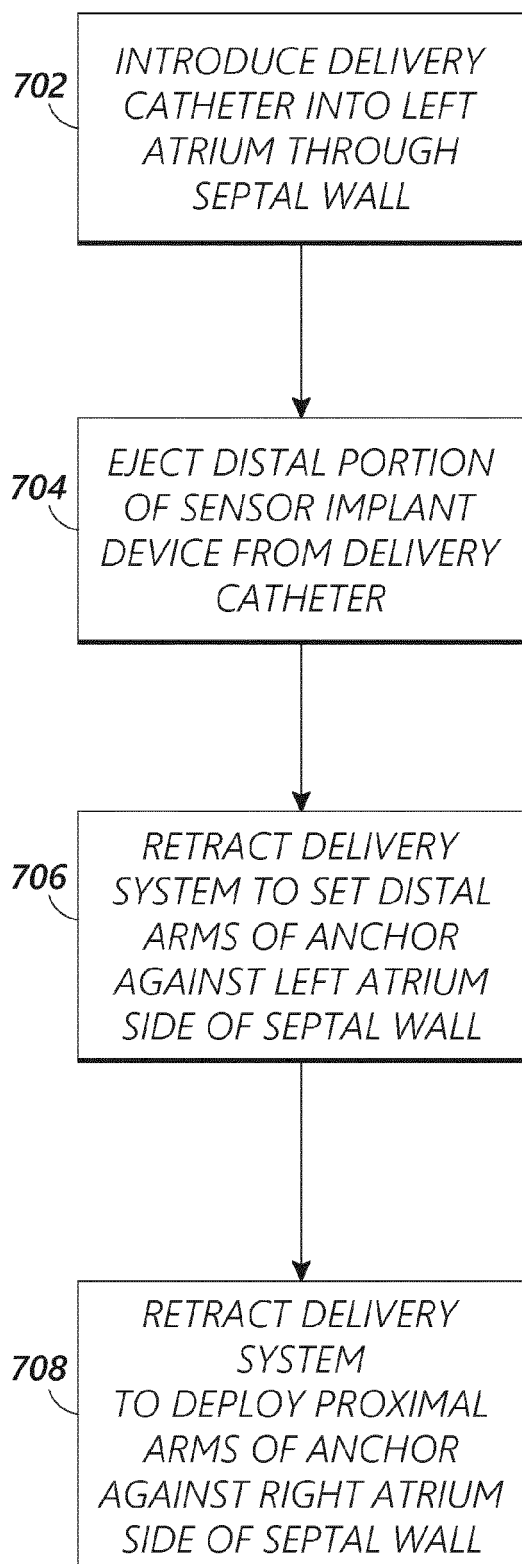 702
INTRODUCE DELIVERY
CATHETER INTO LEFT
ATRIUM THROUGH
SEPTAL WALL
704
EJECT DISTAL PORTION
OF SENSOR IMPLANT
DEVICE FROM DELIVERY
CATHETER
706
RETRACT DELIVERY
SYSTEM TO SET DISTAL
ARMS OF ANCHOR
AGAINST LEFT ATRIUM
SIDE OF SEPTAL WALL
708
RETRACT DELIVERY
SYSTEM
TO DEPLOY PROXIMAL
ARMS OF ANCHOR
AGAINST RIGHT ATRIUM
SIDE OF SEPTAL WALL